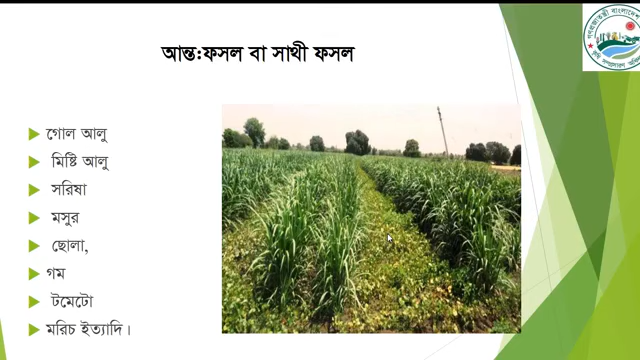 আন্ত:ফসল বা সাথী ফসল
গোল আলু
মিষ্টি আলু
সরিষা
মসুর
ছোলা,
গম
টমেটো
মরিচ ইত্যাদি।